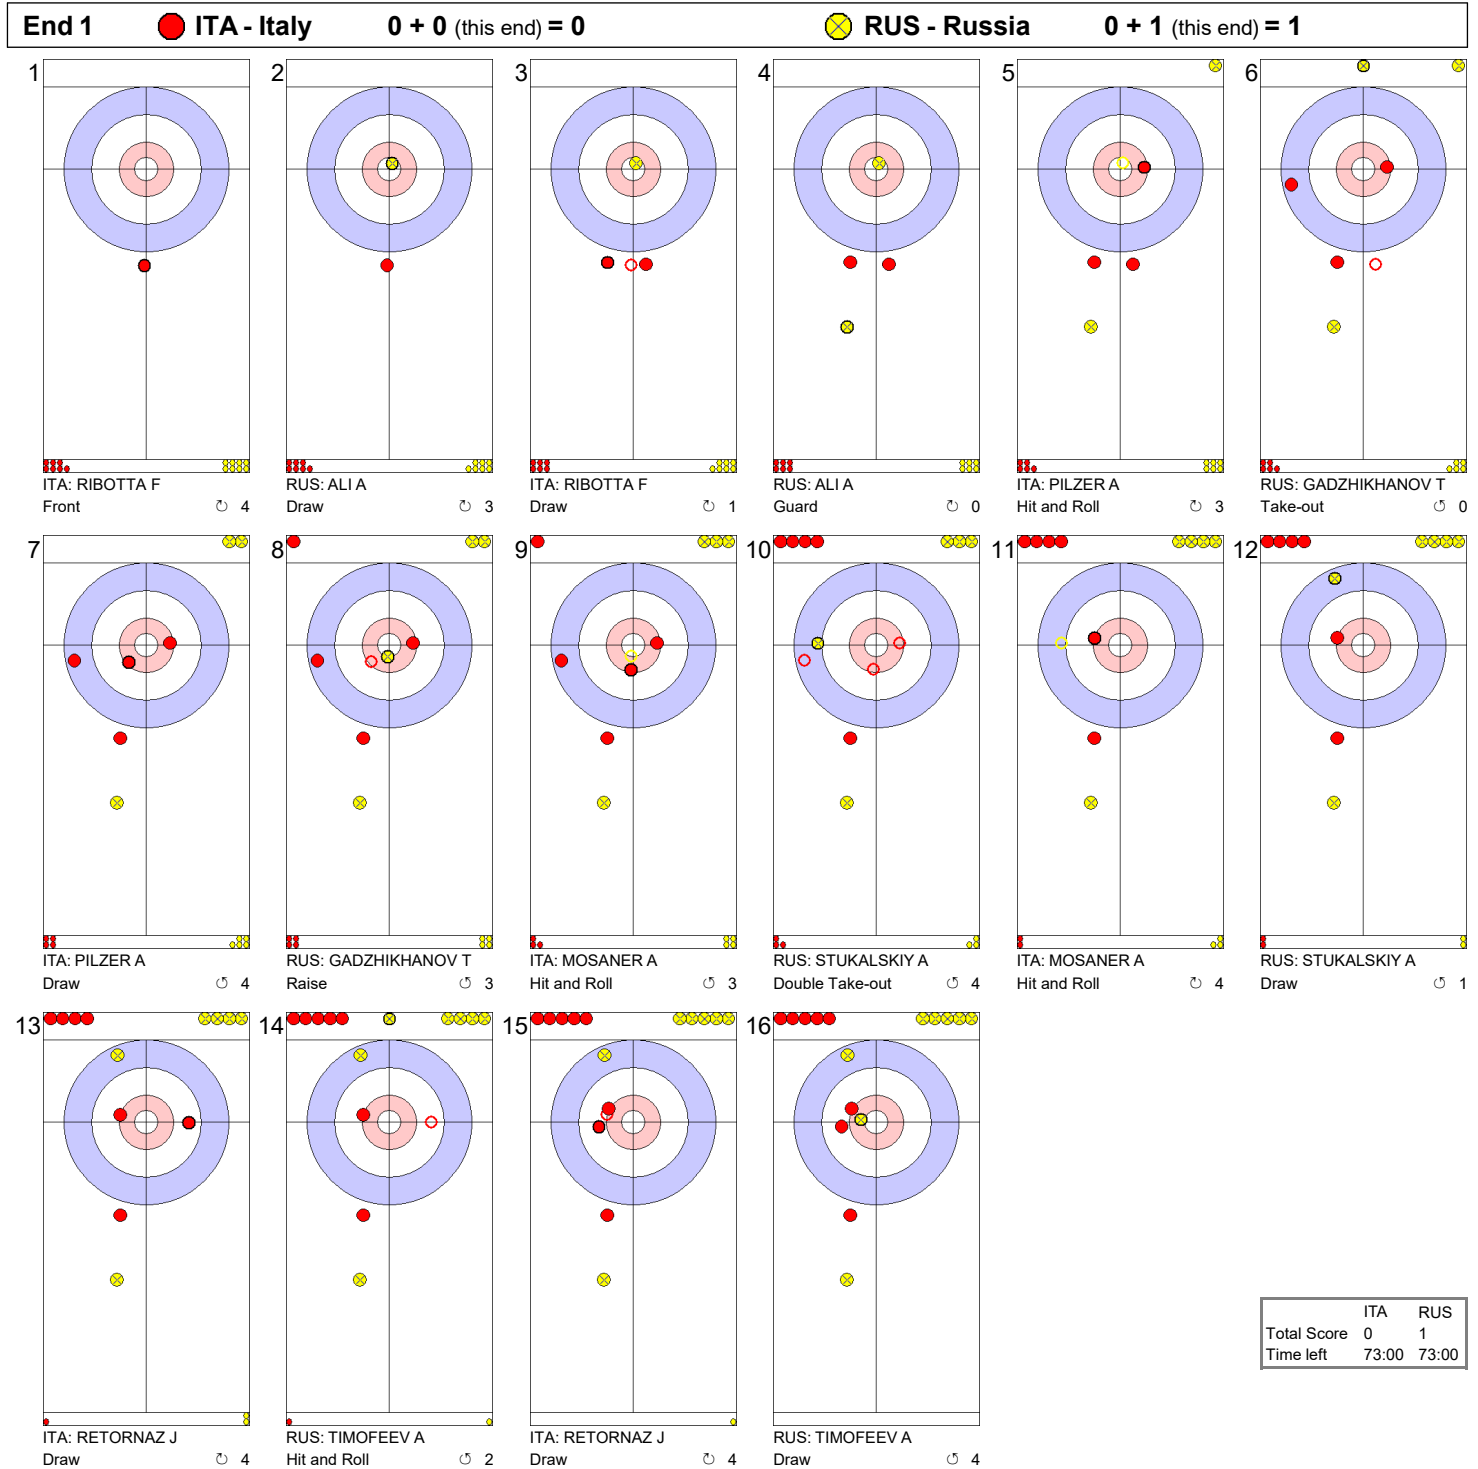 End 1 ITA - Italy 0 + 0 (this end) = 0 RUS - Russia 0 + 1 (this end) = 1
1 2 3 4 5 6
ITA: RIBOTTA F RUS: ALI A ITA: RIBOTTA F RUS: ALI A ITA: PILZER A RUS: GADZHIKHANOV T
Front ↻ 4 Draw ↻ 3 Draw ↻ 1 Guard ↻ 0 Hit and Roll ↻ 3 Take-out ↺ 0
7 8 9 10 11 12
ITA: PILZER A RUS: GADZHIKHANOV T ITA: MOSANER A RUS: STUKALSKIY A ITA: MOSANER A RUS: STUKALSKIY A
Draw ↺ 4 Raise ↺ 3 Hit and Roll ↺ 3 Double Take-out ↺ 4 Hit and Roll ↺ 4 Draw ↺ 1
13 14 15 16
ITA RUS
Total Score 0 1
Time left 73:00 73:00
ITA: RETORNAZ J RUS: TIMOFEEV A ITA: RETORNAZ J RUS: TIMOFEEV A
Draw ↻ 4 Hit and Roll ↺ 2 Draw ↻ 4 Draw ↺ 4